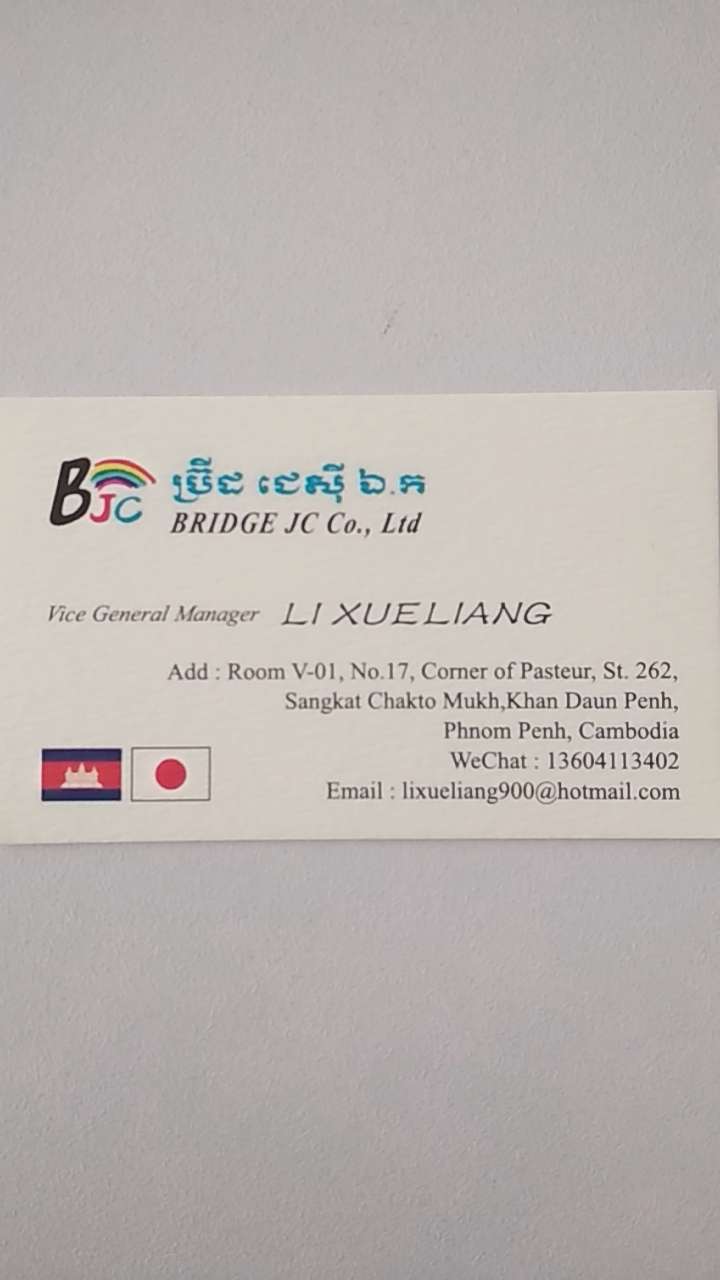 BJC
ប្រ៊ីជ ជេស៊ី ឯ.ក
BRIDGE JC Co., Ltd
Vice General Manager LI XUELIANG
Add : Room V-01, No.17, Corner of Pasteur, St. 262,
Sangkat Chakto Mukh,Khan Daun Penh,
Phnom Penh, Cambodia
WeChat : 13604113402
Email : lixueliang900@hotmail.com